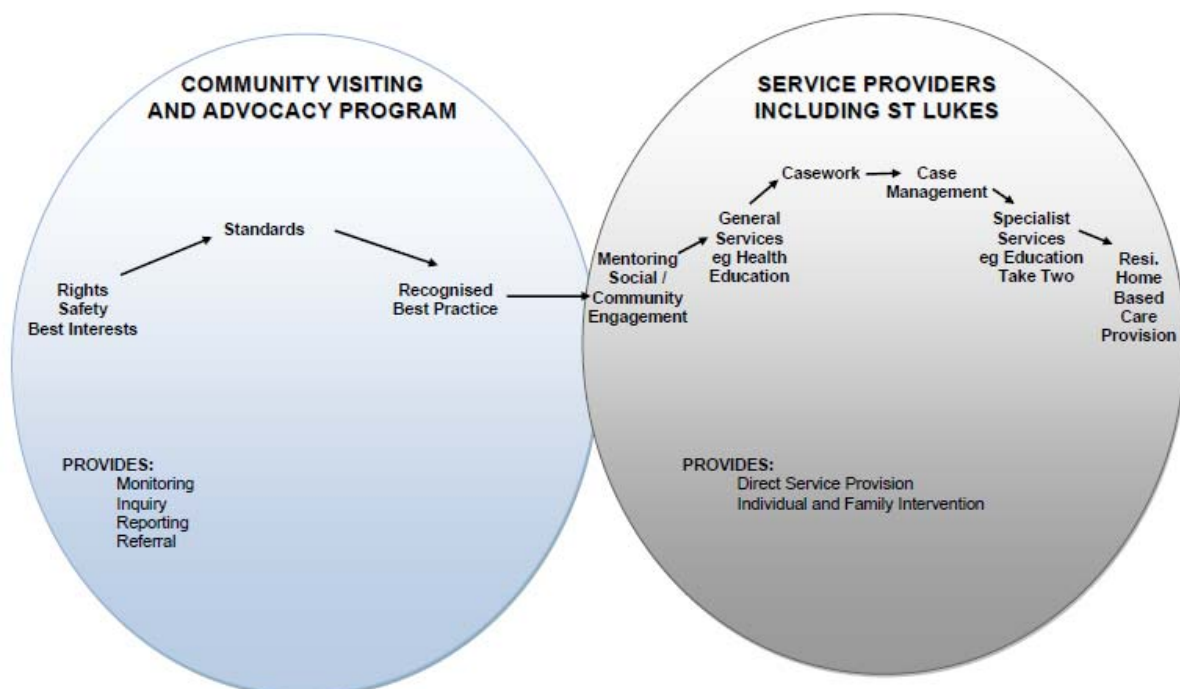 COMMUNITY VISITING
AND ADVOCACY PROGRAM
Standards
Rights
Safety
Best Interests
Recognised
Best Practice
PROVIDES:
Monitoring
Inquiry
Reporting
Referral
SERVICE PROVIDERS
INCLUDING ST LUKES
Mentoring
Social /
Community
Engagement
General
Services
eg Health
Education
Casework
Case
Management
Specialist
Services
eg Education
Take Two
Resi.
Home
Based
Care
Provision
PROVIDES:
Direct Service Provision
Individual and Family Intervention